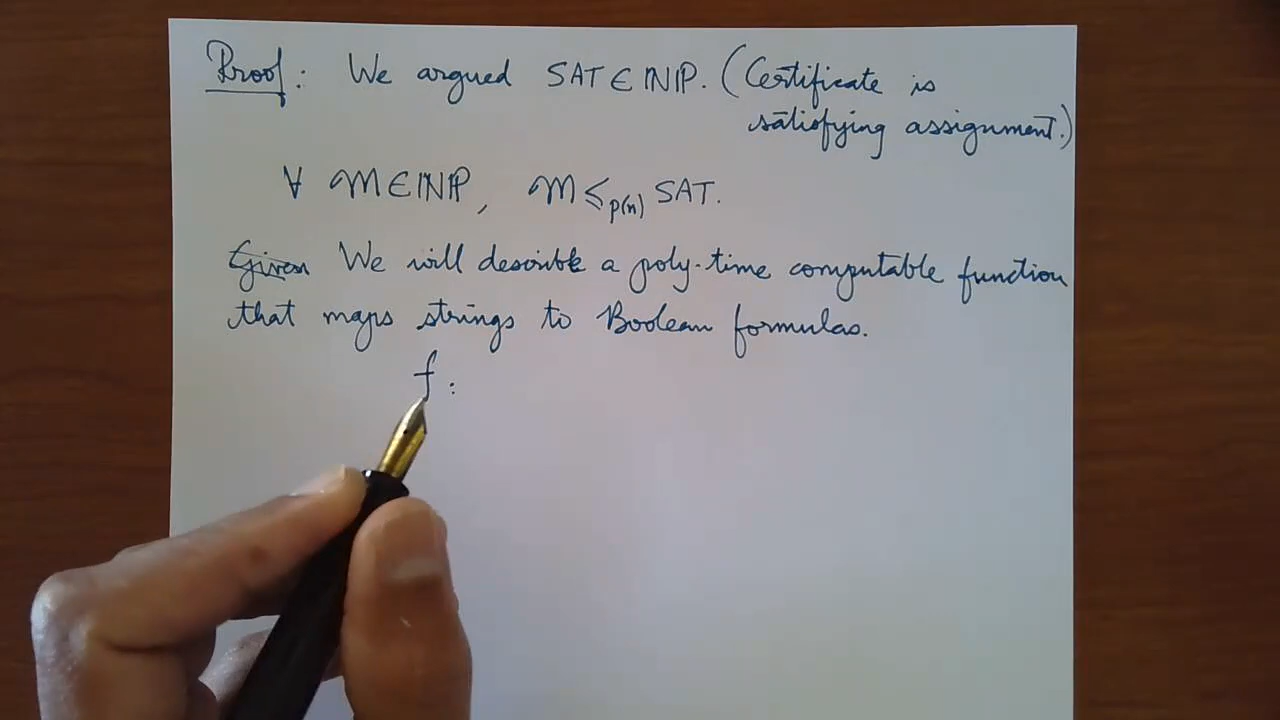 Proof: We argued SAT ∈ NP. (Certificate is
satisfying assignment.)
∀ M ∈ NP, M ≤p(n) SAT.
Given We will describe a poly-time computable function
that maps strings to Boolean formulas.
f :